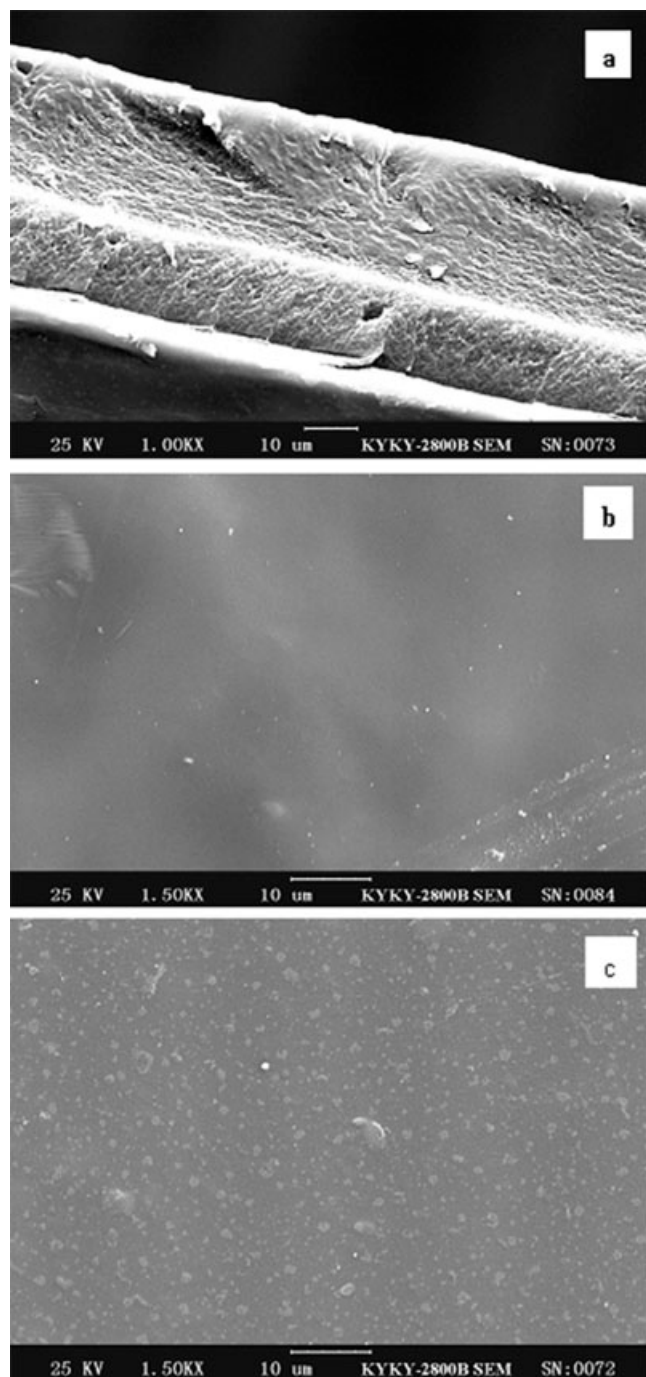 a
25 KV 1.00KX 10 um KYKY-2800B SEM SN:0073
b
25 KV 1.50KX 10 um KYKY-2800B SEM SN:0084
c
25 KV 1.50KX 10 um KYKY-2800B SEM SN:0072